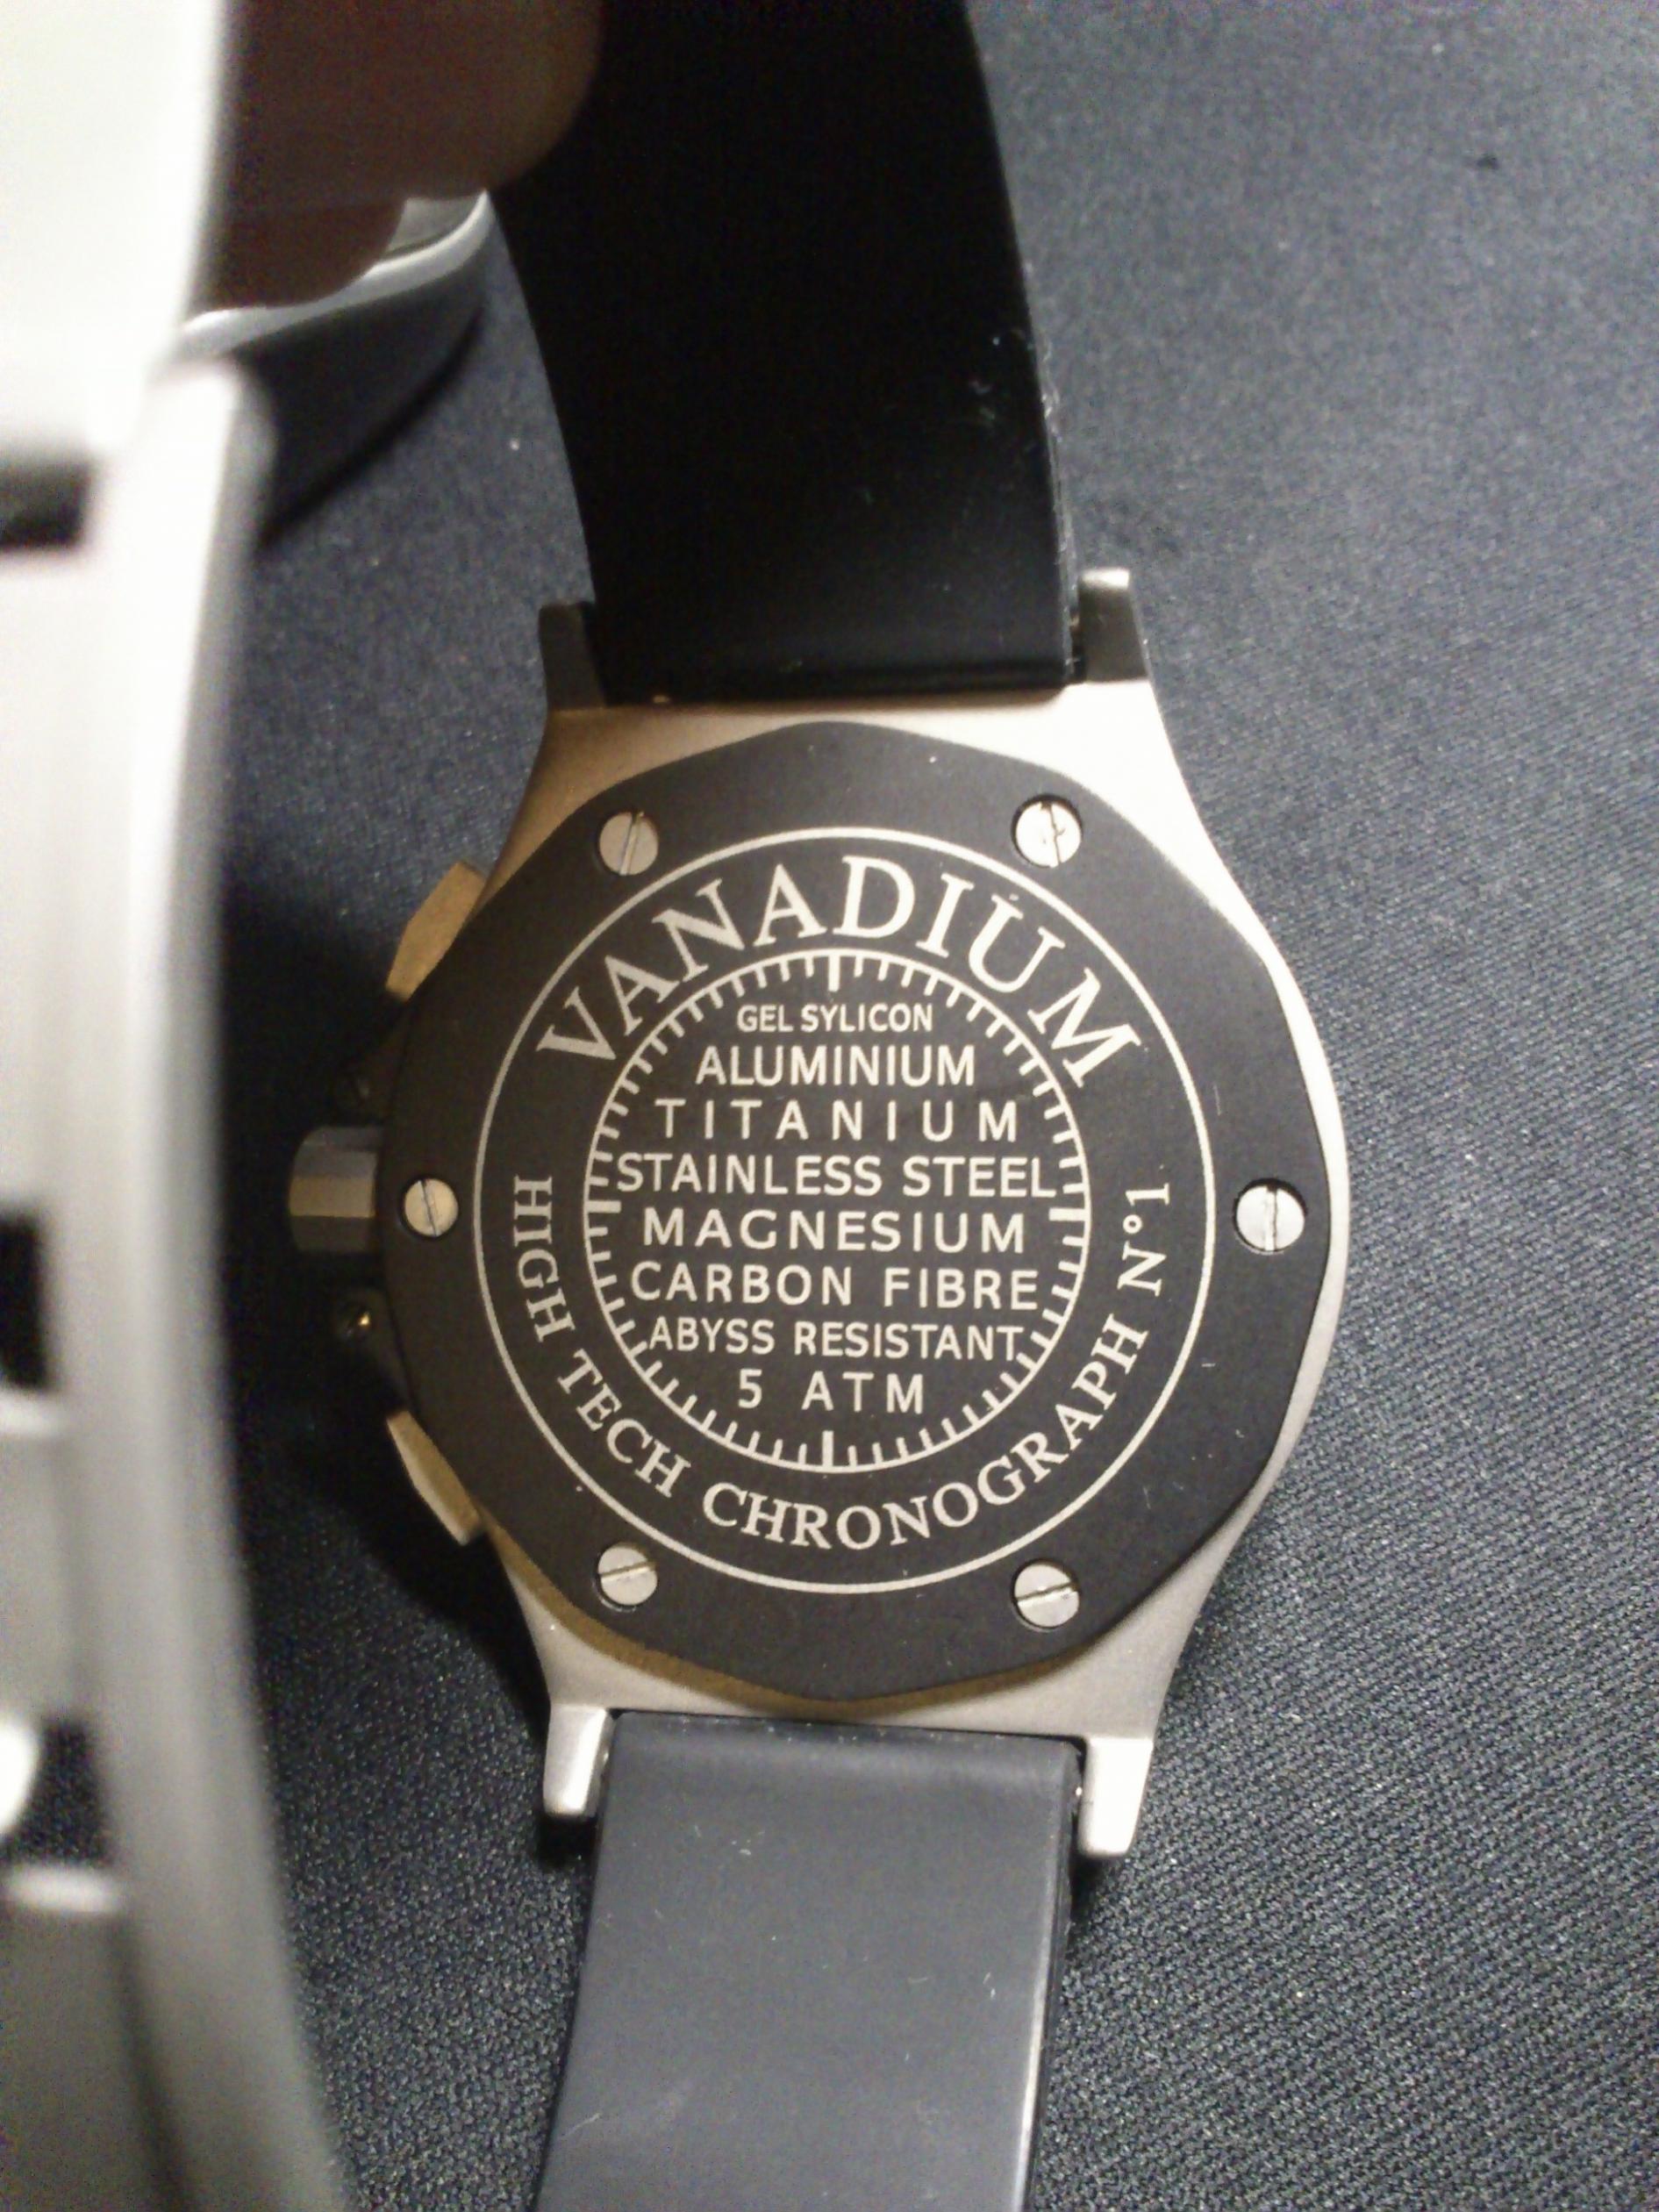 VANADIUM
GEL SYLICON
ALUMINIUM
TITANIUM
STAINLESS STEEL
MAGNESIUM
CARBON FIBRE
ABYSS RESISTANT
5 ATM
HIGH TECH CHRONOGRAPH N°1